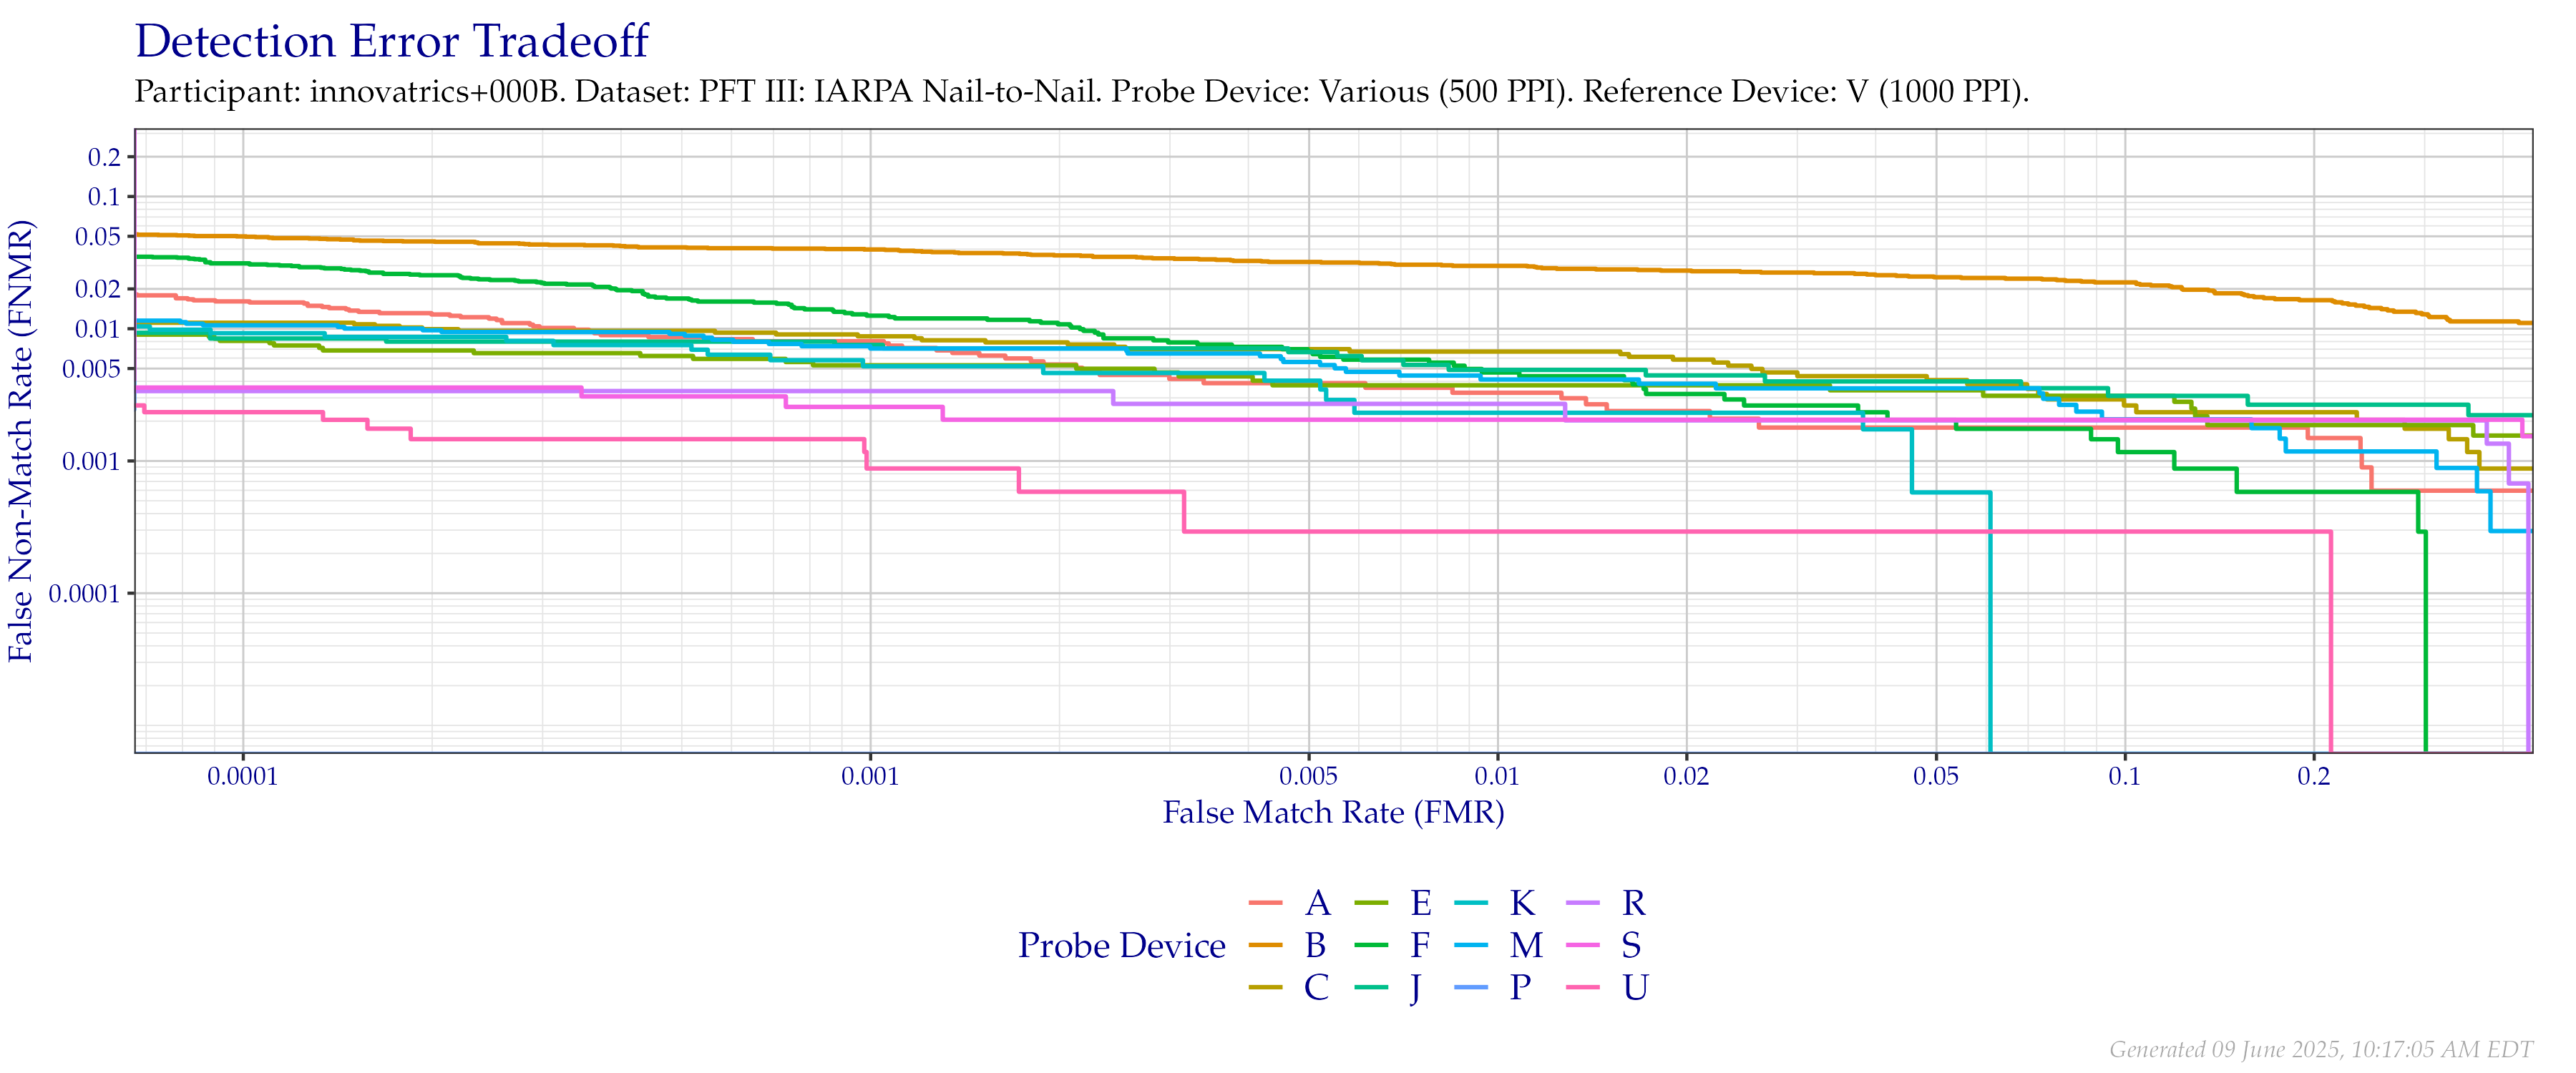 Detection Error Tradeoff
Participant: innovatrics+000B. Dataset: PFT III: IARPA Nail-to-Nail. Probe Device: Various (500 PPI). Reference Device: V (1000 PPI).
False Non-Match Rate (FNMR)
0.2
0.1
0.05
0.02
0.01
0.005
0.001
0.0001
0.0001 0.001 0.005 0.01 0.02 0.05 0.1 0.2
False Match Rate (FMR)
Probe Device
A E K R
B F M S
C J P U
Generated 09 June 2025, 10:17:05 AM EDT